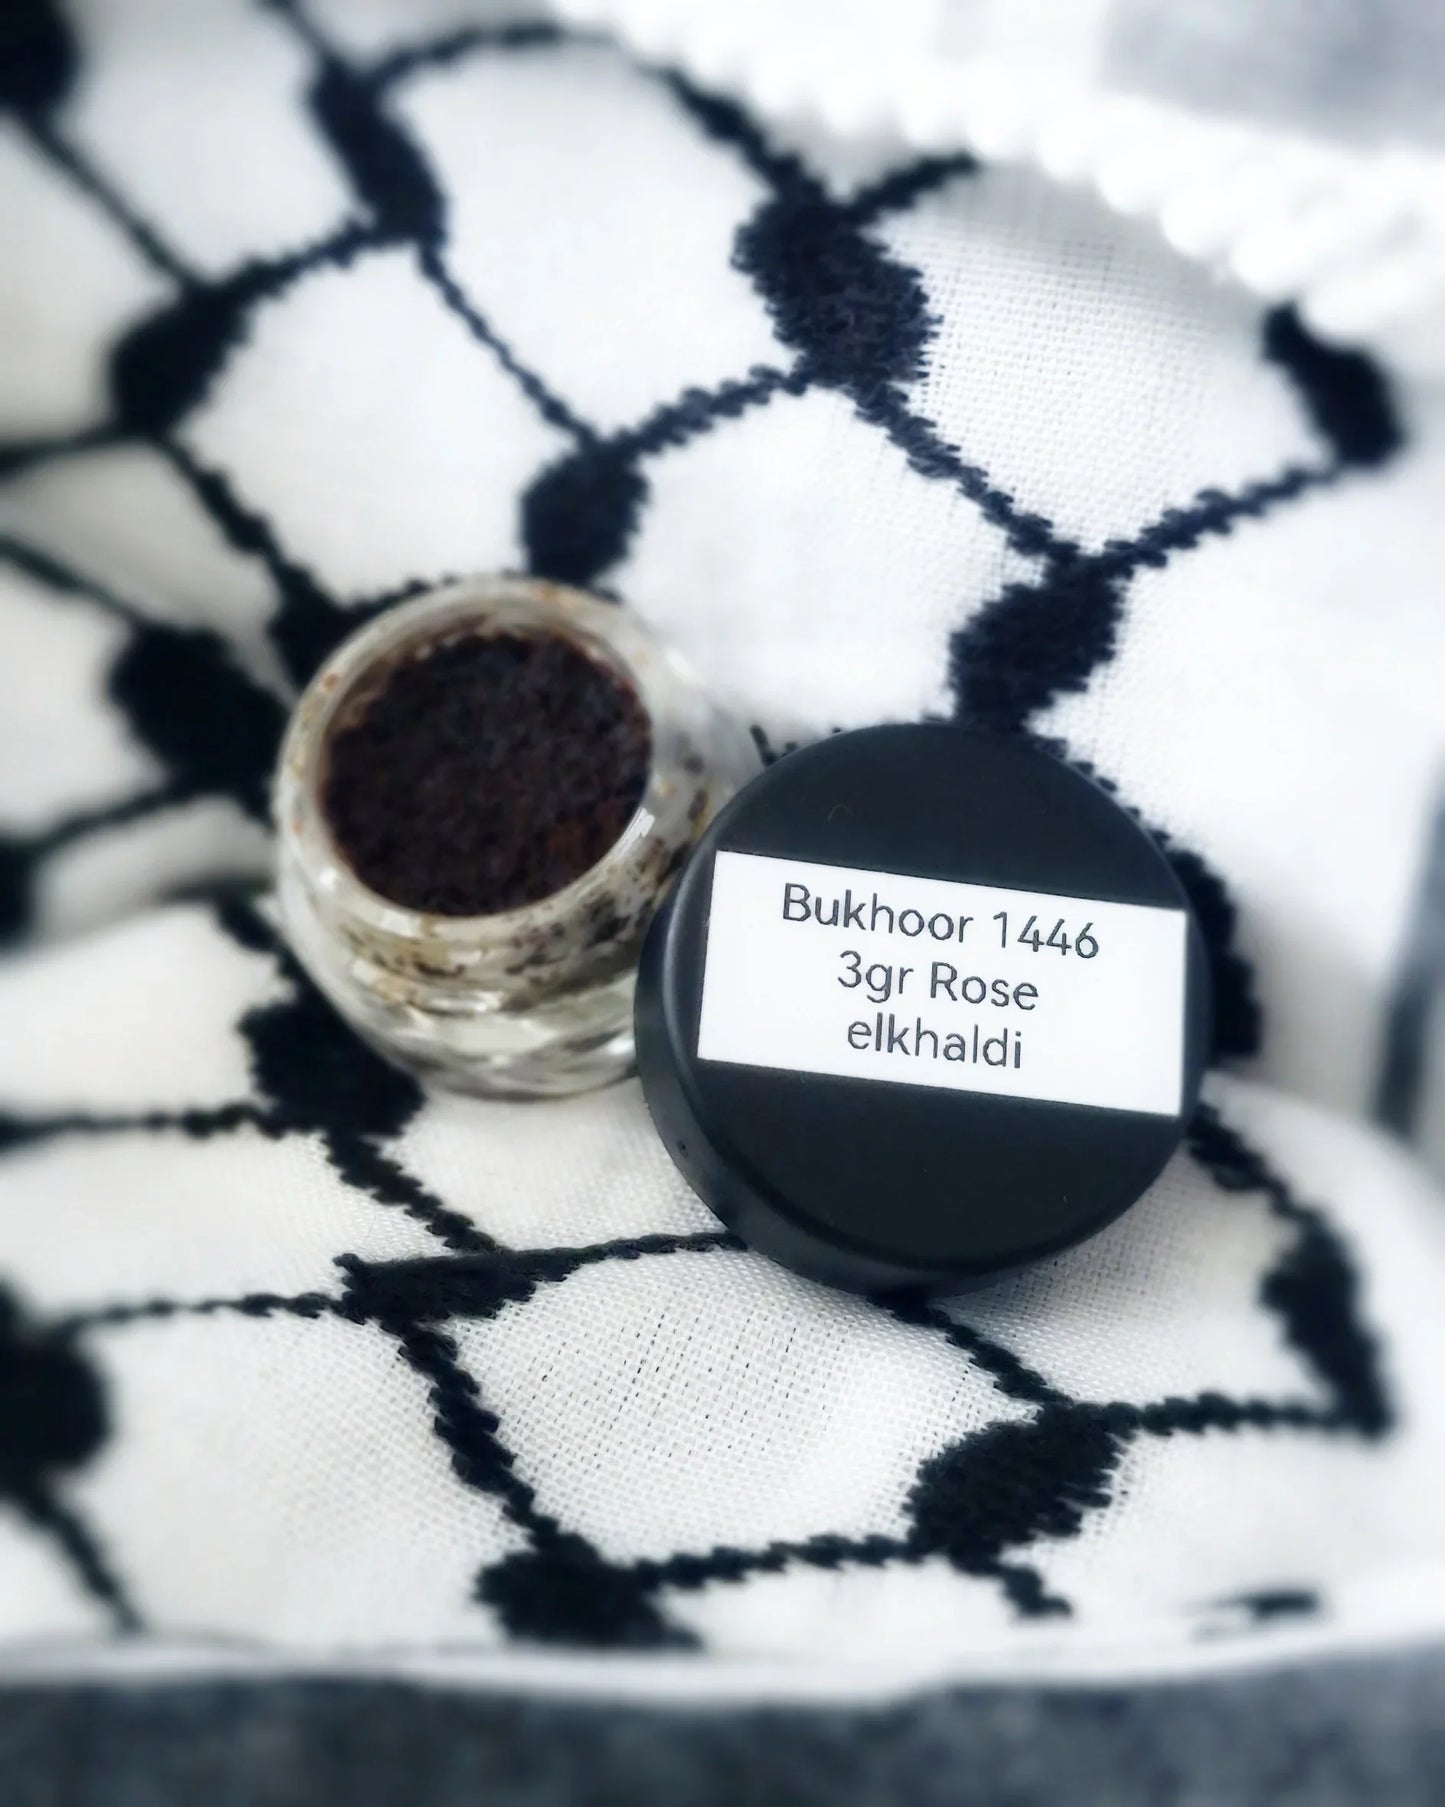 Bukhoor 1446
3gr Rose
elkhaldi